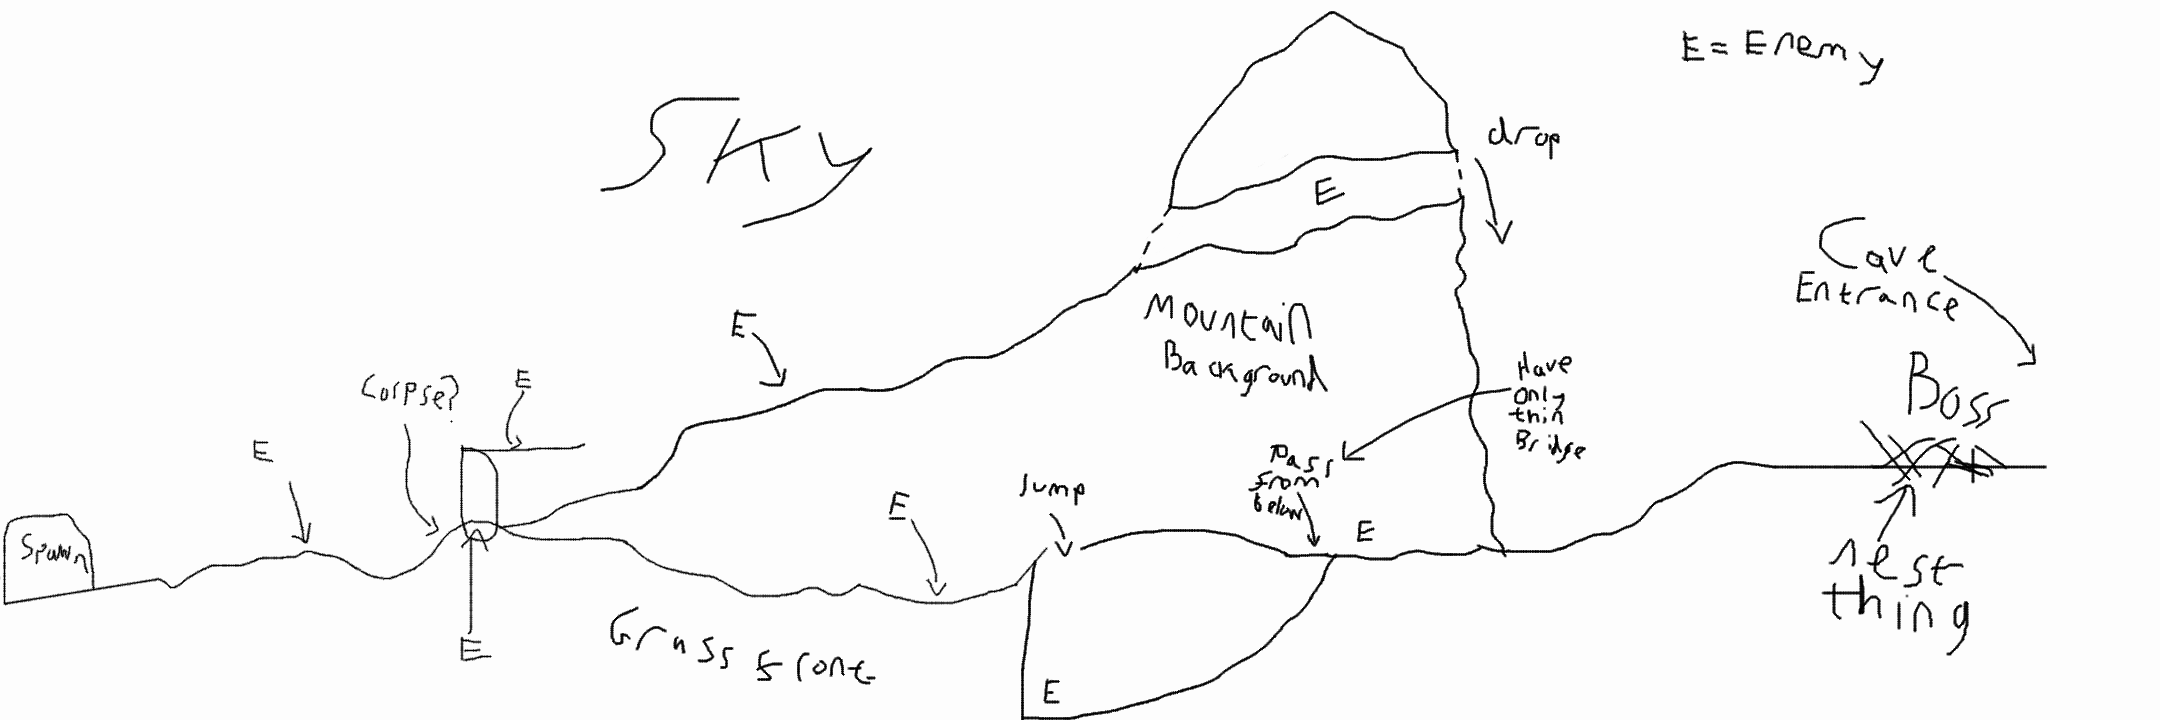 E = Enemy
Sky
drop
E
Cave
Entrance
Mountain
Background
E
Have
only
thin
Bridge
Boss
Corpse?
E
E
Pass
from
below
Jump
E
E
Spawn
nest
thing
E
Grass front
E